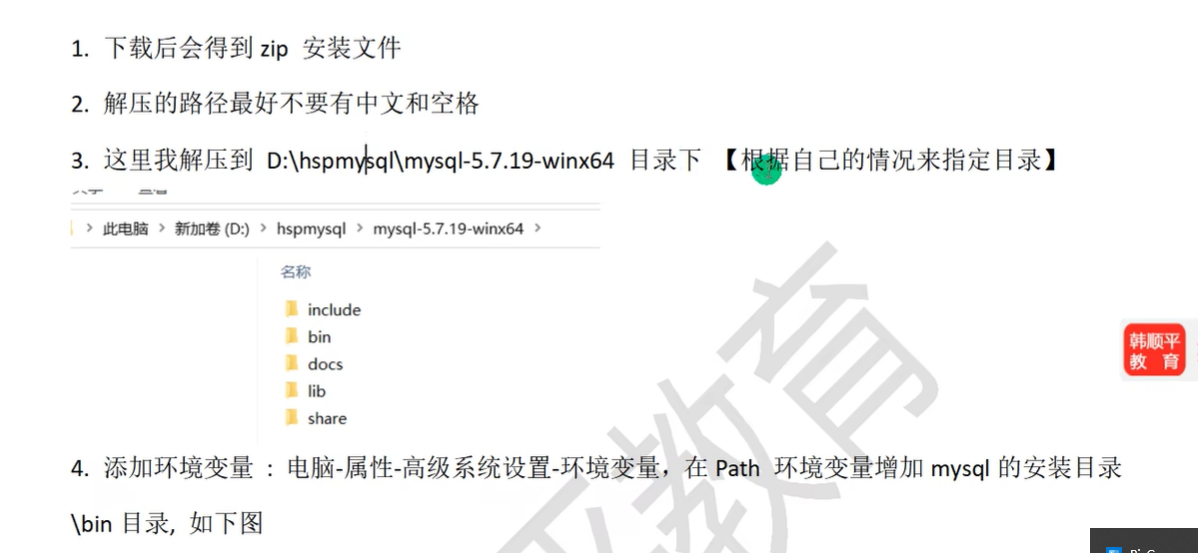 1. 下载后会得到 zip 安装文件
2. 解压的路径最好不要有中文和空格
3. 这里我解压到 D:\hspmysql\mysql-5.7.19-winx64 目录下 【根据自己的情况来指定目录】
> 此电脑 > 新加卷 (D:) > hspmysql > mysql-5.7.19-winx64 >
名称
include
bin
docs
lib
share
韩顺平
教 育
平教育
4. 添加环境变量 : 电脑-属性-高级系统设置-环境变量，在 Path 环境变量增加 mysql 的安装目录
\bin 目录, 如下图